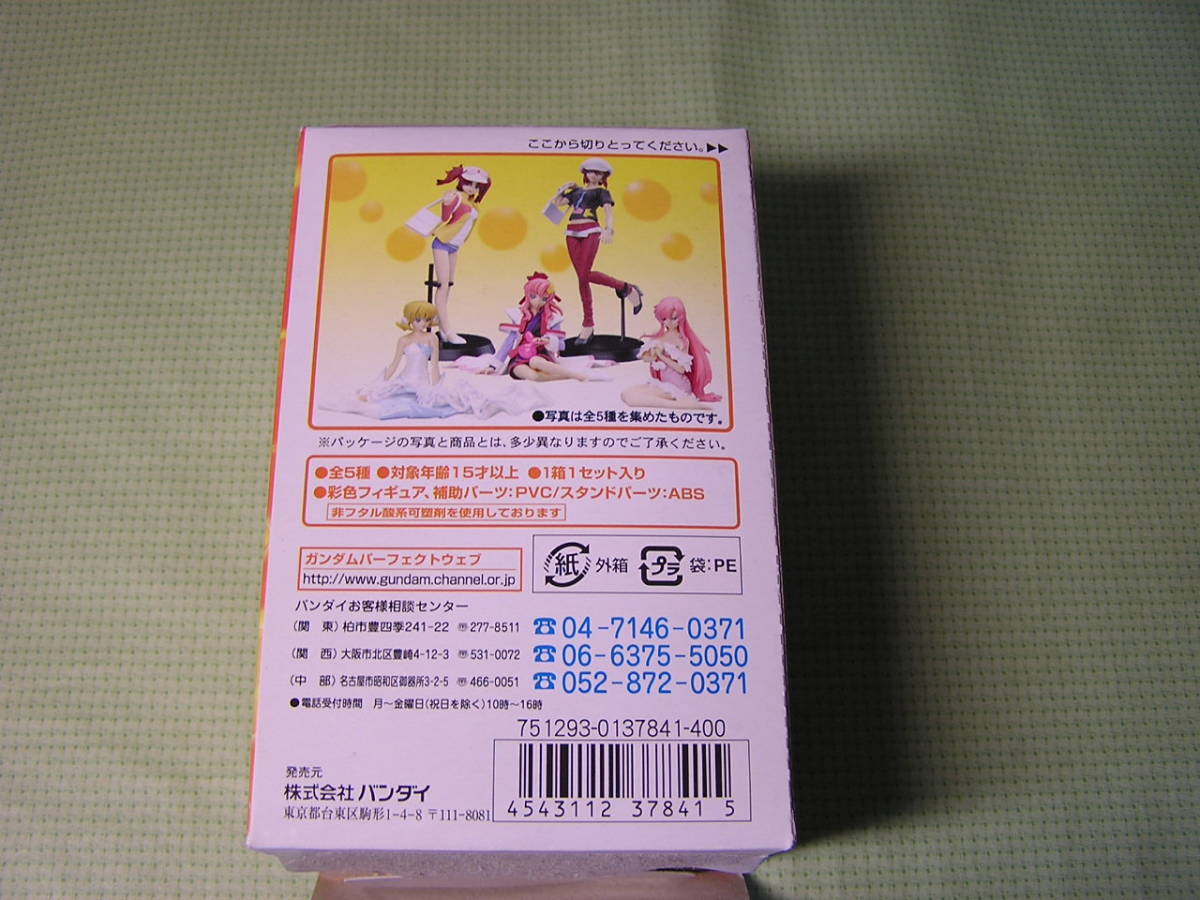 ここから切りとってください。▶▶
●写真は全5種を集めたものです。
※パッケージの写真と商品とは、多少異なりますのでご了承ください。
●全5種 ●対象年齢15才以上 ●1箱1セット入り
●彩色フィギュア、補助パーツ:PVC/スタンドパーツ:ABS
非フタル酸系可塑剤を使用しております
ガンダムパーフェクトウェブ
http://www.gundam.channel.or.jp
紙 外箱 プラ 袋:PE
バンダイお客様相談センター
(関 東) 柏市豊四季241-22 〒277-8511 ☎04-7146-0371
(関 西) 大阪市北区豊崎4-12-3 〒531-0072 ☎06-6375-5050
(中 部) 名古屋市昭和区御器所3-2-5 〒466-0051 ☎052-872-0371
●電話受付時間 月〜金曜日(祝日を除く)10時〜16時
751293-0137841-400
発売元
株式会社 バンダイ
東京都台東区駒形1-4-8 〒111-8081
4543112 37841 5